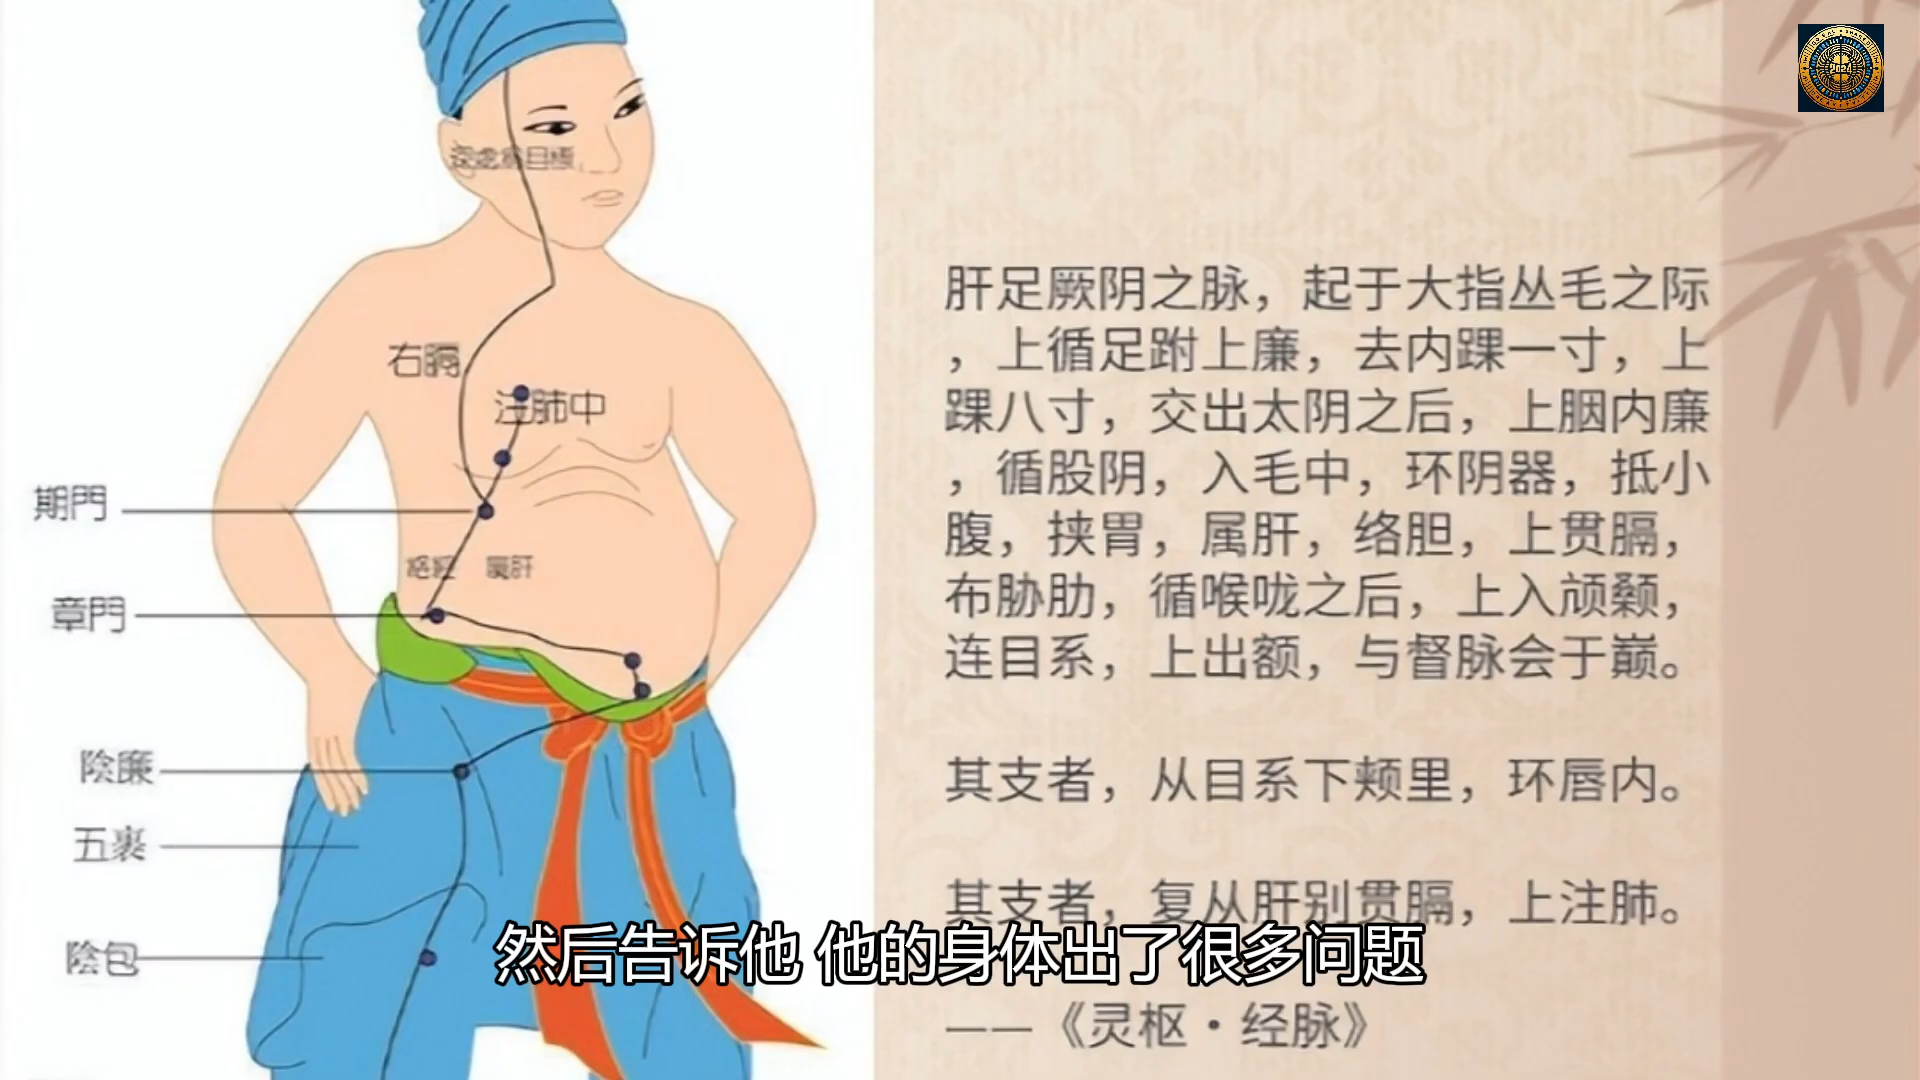 右膈
注肺中
期門
属肝
章門
陰廉
五裹
陰包
肝足厥阴之脉，起于大指丛毛之际
，上循足跗上廉，去内踝一寸，上
踝八寸，交出太阴之后，上腘内廉
，循股阴，入毛中，环阴器，抵小
腹，挟胃，属肝，络胆，上贯膈，
布胁肋，循喉咙之后，上入颃颡，
连目系，上出额，与督脉会于巅。
其支者，从目系下颊里，环唇内。
其支者，复从肝别贯膈，上注肺。
——《灵枢·经脉》
然后告诉他 他的身体出了很多问题
2024